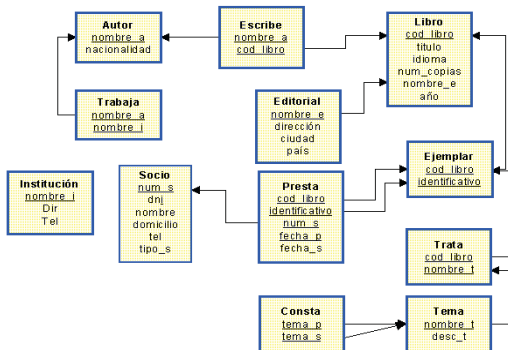 Autor
nombre_a
nacionalidad
Escribe
nombre_a
cod_libro
Libro
cod_libro
titulo
idioma
num_copias
nombre_e
año
Trabaja
nombre_a
nombre_i
Editorial
nombre_e
dirección
ciudad
país
Institución
nombre_i
Dir
Tel
Socio
num_s
dni
nombre
domicilio
tel
tipo_s
Presta
cod_libro
identificativo
num_s
fecha_p
fecha_s
Ejemplar
cod_libro
identificativo
Trata
cod_libro
nombre_t
Consta
tema_p
tema_s
Tema
nombre_t
desc_t